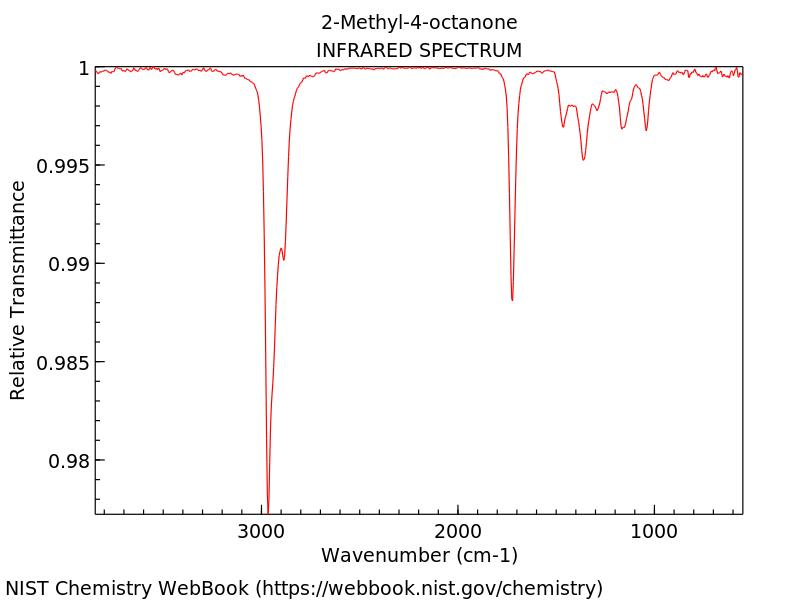 2-Methyl-4-octanone
INFRARED SPECTRUM
1
0.995
0.99
0.985
0.98
Relative Transmittance
3000 2000 1000
Wavenumber (cm-1)
NIST Chemistry WebBook (https://webbook.nist.gov/chemistry)